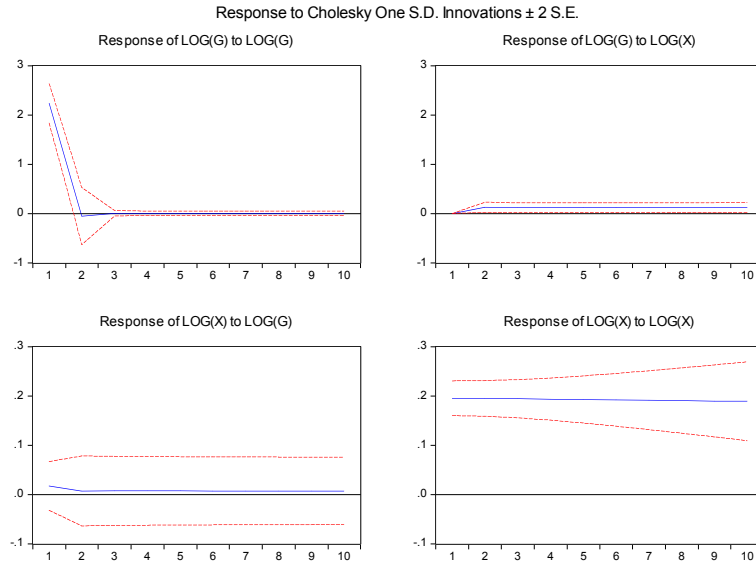 Response to Cholesky One S.D. Innovations ± 2 S.E.
Response of LOG(G) to LOG(G)
3
2
1
0
-1
1 2 3 4 5 6 7 8 9 10
Response of LOG(G) to LOG(X)
3
2
1
0
-1
1 2 3 4 5 6 7 8 9 10
Response of LOG(X) to LOG(G)
.3
.2
.1
.0
-.1
1 2 3 4 5 6 7 8 9 10
Response of LOG(X) to LOG(X)
.3
.2
.1
.0
-.1
1 2 3 4 5 6 7 8 9 10